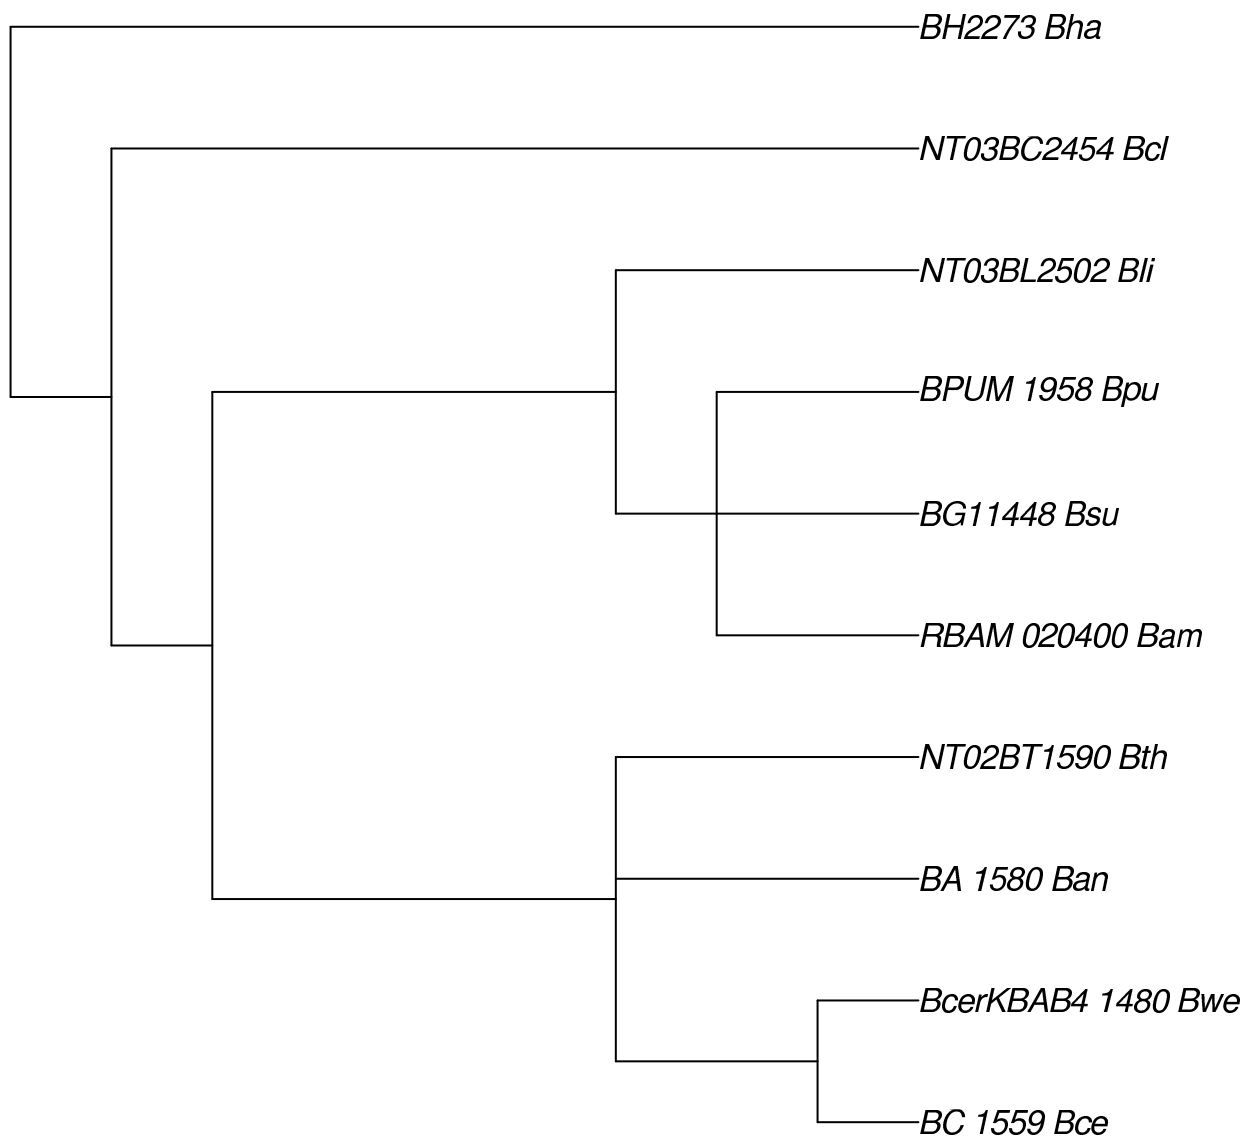 BH2273 Bha
NT03BC2454 Bcl
NT03BL2502 Bli
BPUM 1958 Bpu
BG11448 Bsu
RBAM 020400 Bam
NT02BT1590 Bth
BA 1580 Ban
BcerKBAB4 1480 Bwe
BC 1559 Bce